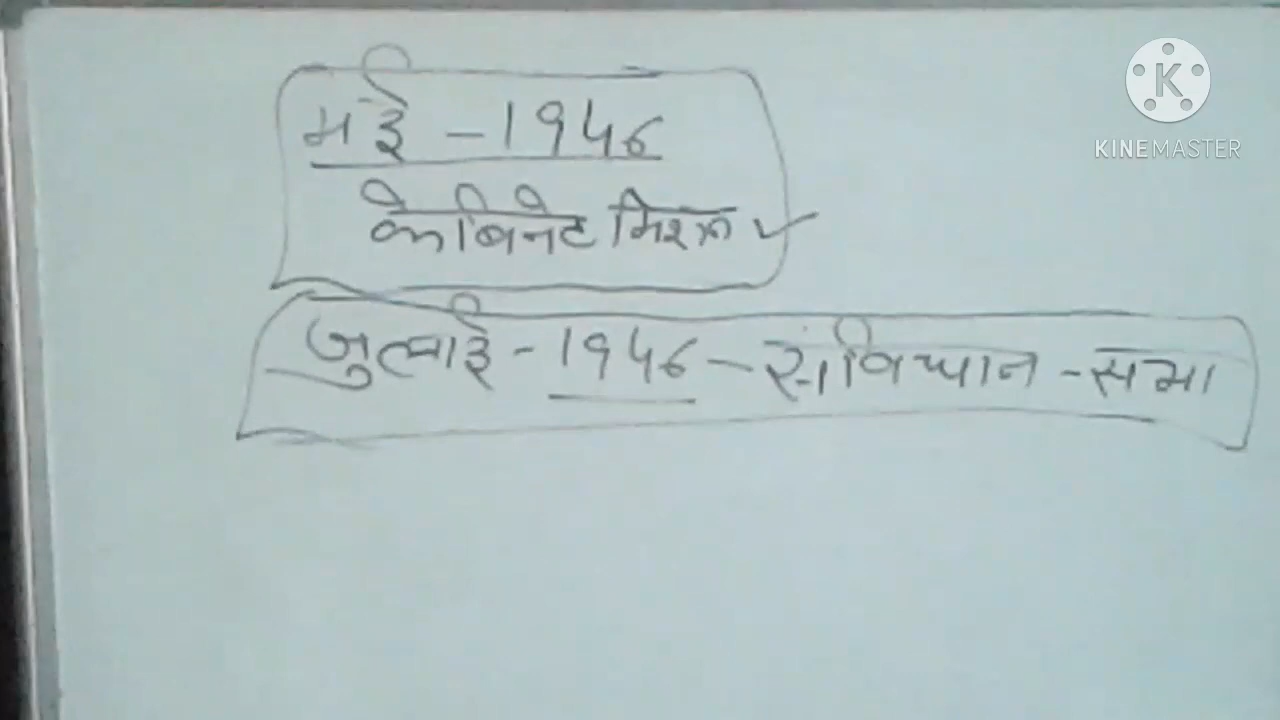 मई - 1946
केबिनेट मिशन
जुलाई - 1946 - संविधान - सभा
K
KINEMASTER